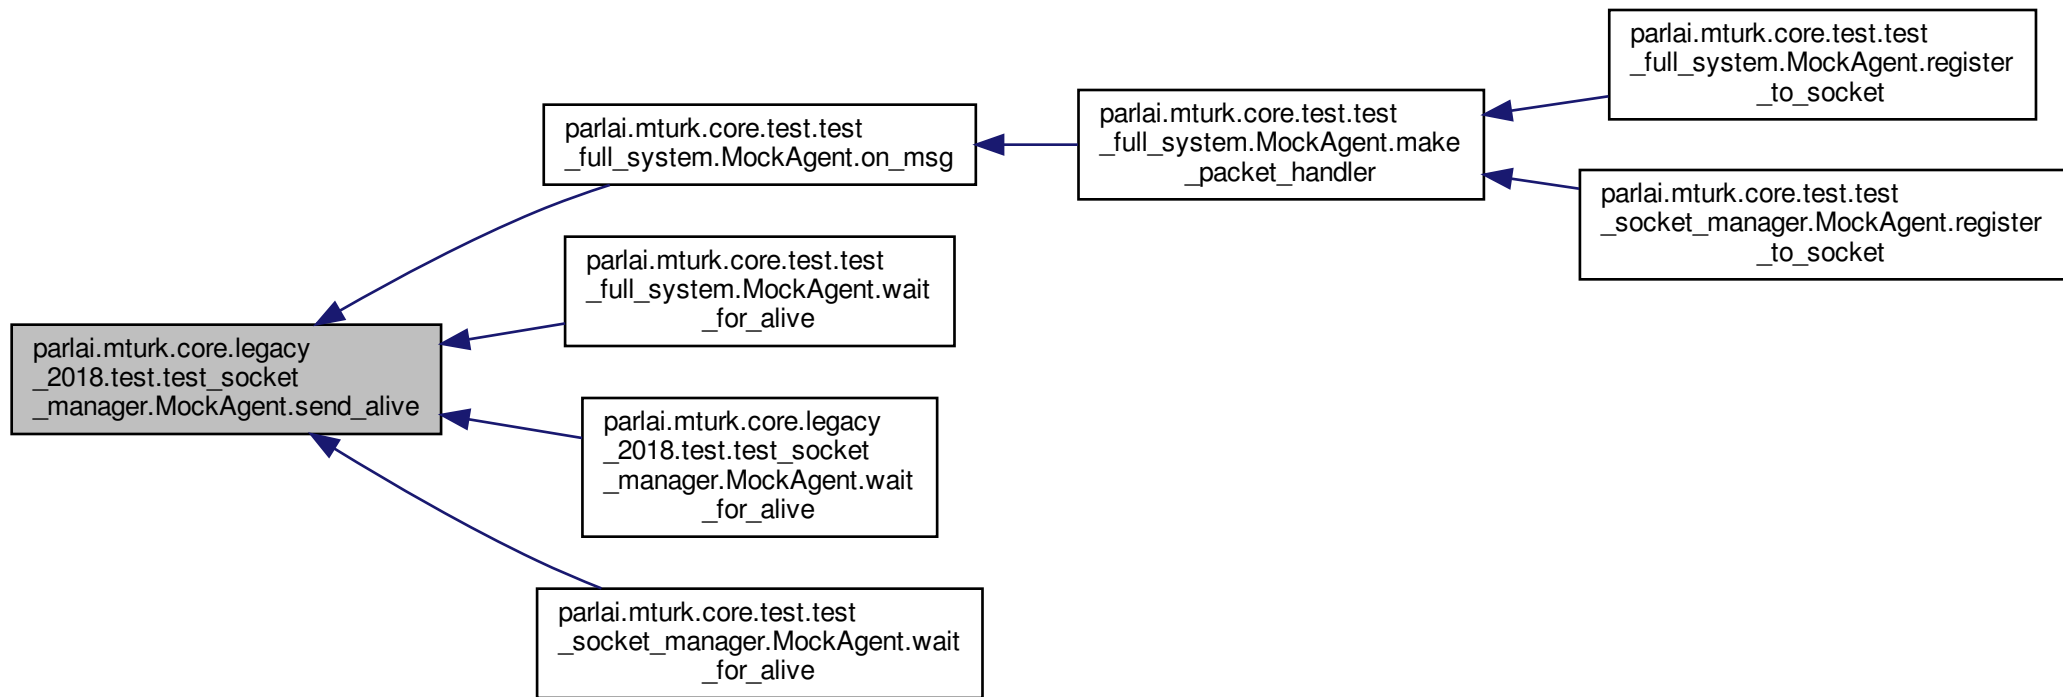 parlai.mturk.core.legacy
_2018.test.test_socket
_manager.MockAgent.send_alive
parlai.mturk.core.test.test
_full_system.MockAgent.on_msg
parlai.mturk.core.test.test
_full_system.MockAgent.make
_packet_handler
parlai.mturk.core.test.test
_full_system.MockAgent.register
_to_socket
parlai.mturk.core.test.test
_socket_manager.MockAgent.register
_to_socket
parlai.mturk.core.test.test
_full_system.MockAgent.wait
_for_alive
parlai.mturk.core.legacy
_2018.test.test_socket
_manager.MockAgent.wait
_for_alive
parlai.mturk.core.test.test
_socket_manager.MockAgent.wait
_for_alive